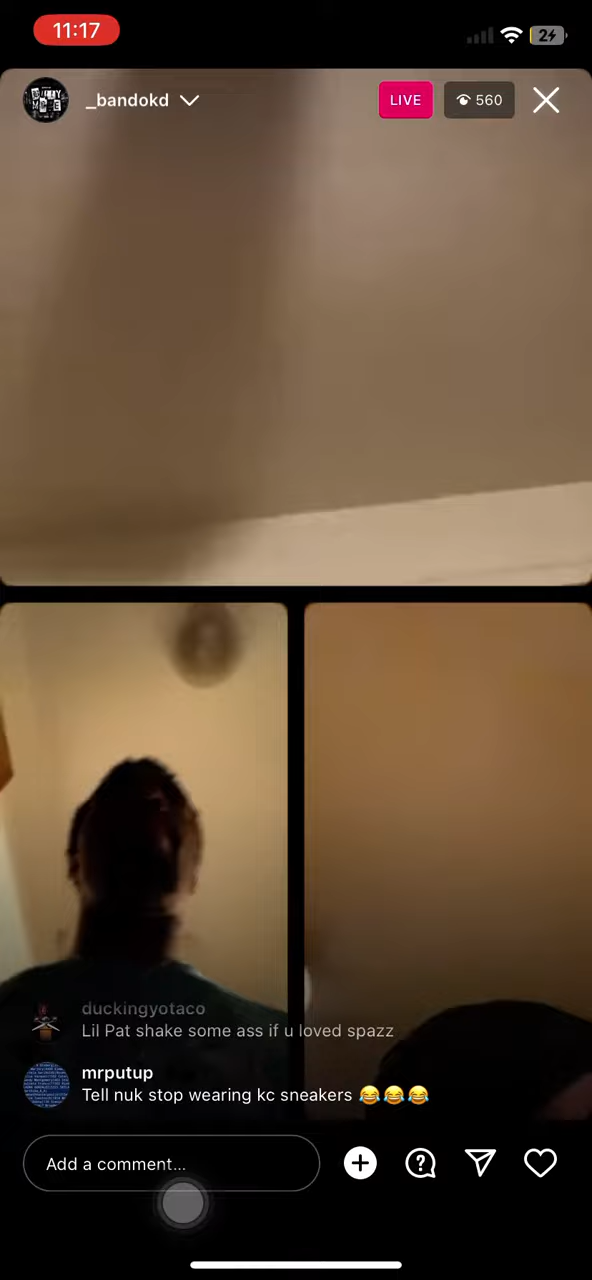 11:17
2
_bandokd
LIVE
560
duckingyotaco
Lil Pat shake some ass if u loved spazz
mrputup
Tell nuk stop wearing kc sneakers 😂😂😂
Add a comment...